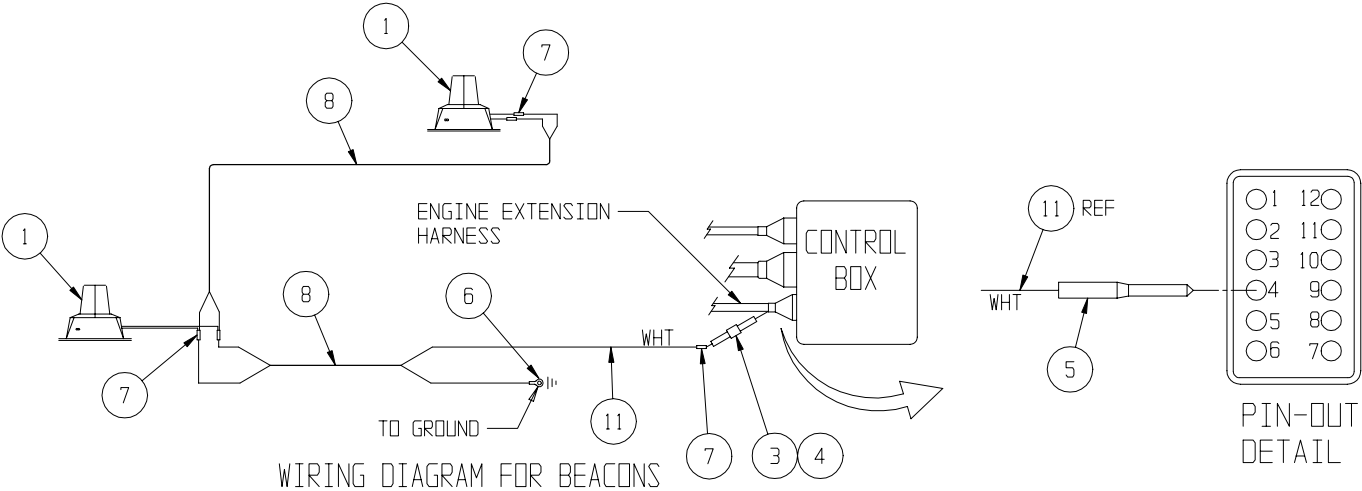 1
7
8
ENGINE EXTENSION
HARNESS
CONTROL
BOX
11 REF
1 12
2 11
3 10
4 9
5 8
6 7
WHT
5
PIN-OUT
DETAIL
1
8
6
WHT
7
TO GROUND
11
7
3 4
WIRING DIAGRAM FOR BEACONS